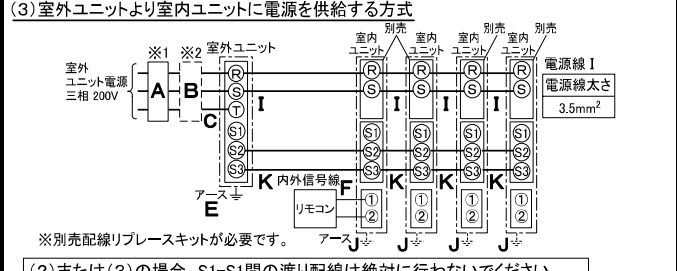 (3)室外ユニットより室内ユニットに電源を供給する方式
※1 ※2 室外ユニット
室内ユニット 別売 室内ユニット 室内ユニット 別売 室内ユニット 別売
室外
ユニット電源
三相 200V
A
B
C
R
S
T
S1
S2
S3
I
R
S
S1
S2
S3
①
②
I
R
S
S1
S2
S3
①
②
I
R
S
S1
S2
S3
①
②
I
R
S
S1
S2
S3
①
②
電源線 I
電源線太さ
3.5mm²
K 内外信号線
F
K
K
K
アース
E
リモコン
アース
J
J
J
J
※別売配線リプレースキットが必要です。
(2)または(3)の場合、S1-S1間の渡り配線は絶対に行わないでください